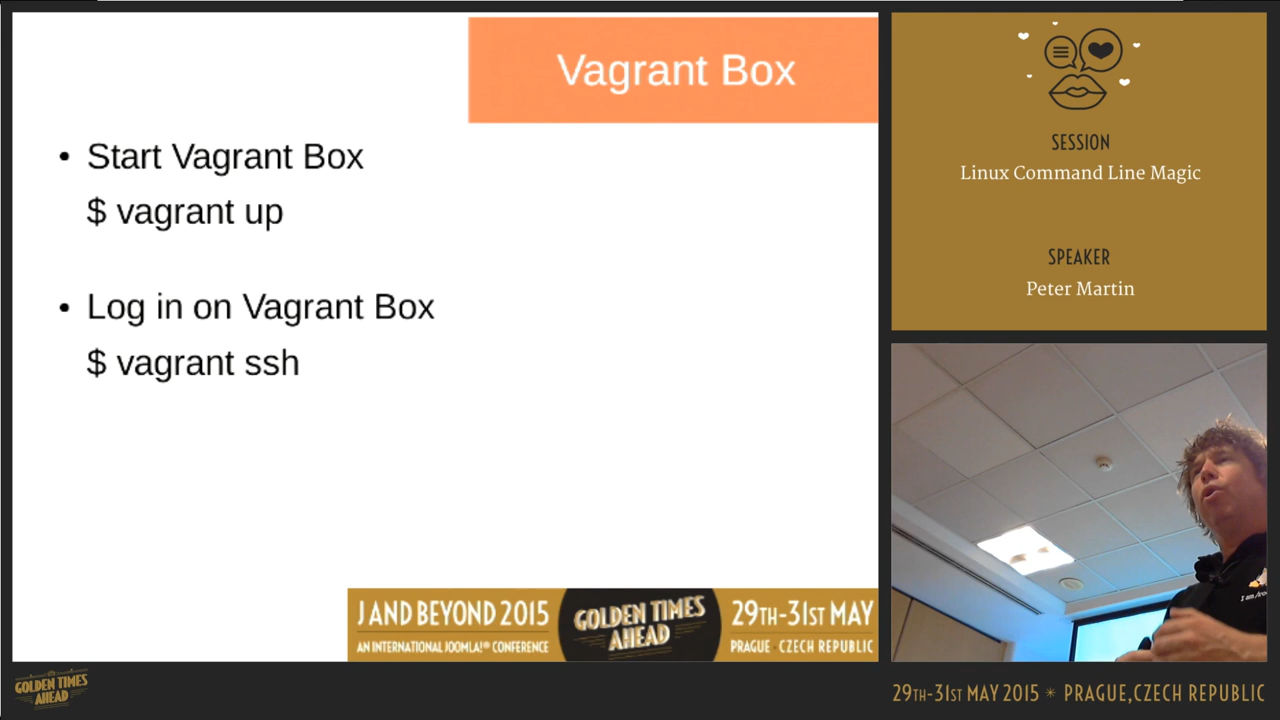 Vagrant Box
• Start Vagrant Box
$ vagrant up
• Log in on Vagrant Box
$ vagrant ssh
J AND BEYOND 2015
AN INTERNATIONAL JOOMLA!® CONFERENCE
GOLDEN TIMES
AHEAD
29TH-31ST MAY
PRAGUE - CZECH REPUBLIC
SESSION
Linux Command Line Magic
SPEAKER
Peter Martin
I am /roo
GOLDEN TIMES
AHEAD
29TH-31ST MAY 2015 * PRAGUE,CZECH REPUBLIC